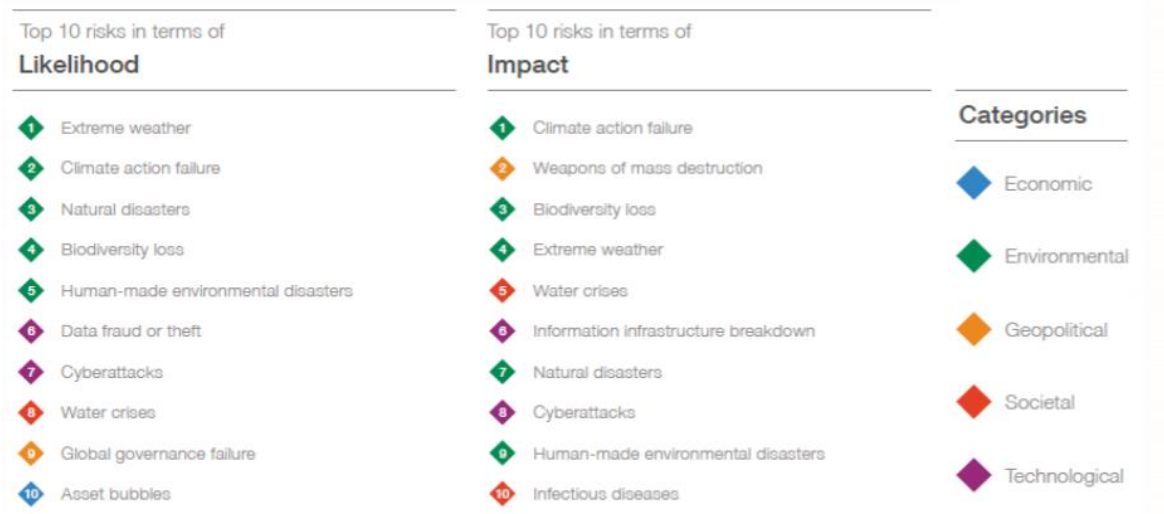 Top 10 risks in terms of
Likelihood
1 Extreme weather
2 Climate action failure
3 Natural disasters
4 Biodiversity loss
5 Human-made environmental disasters
6 Data fraud or theft
7 Cyberattacks
8 Water crises
9 Global governance failure
10 Asset bubbles
Top 10 risks in terms of
Impact
1 Climate action failure
2 Weapons of mass destruction
3 Biodiversity loss
4 Extreme weather
5 Water crises
6 Information infrastructure breakdown
7 Natural disasters
8 Cyberattacks
9 Human-made environmental disasters
10 Infectious diseases
Categories
Economic
Environmental
Geopolitical
Societal
Technological